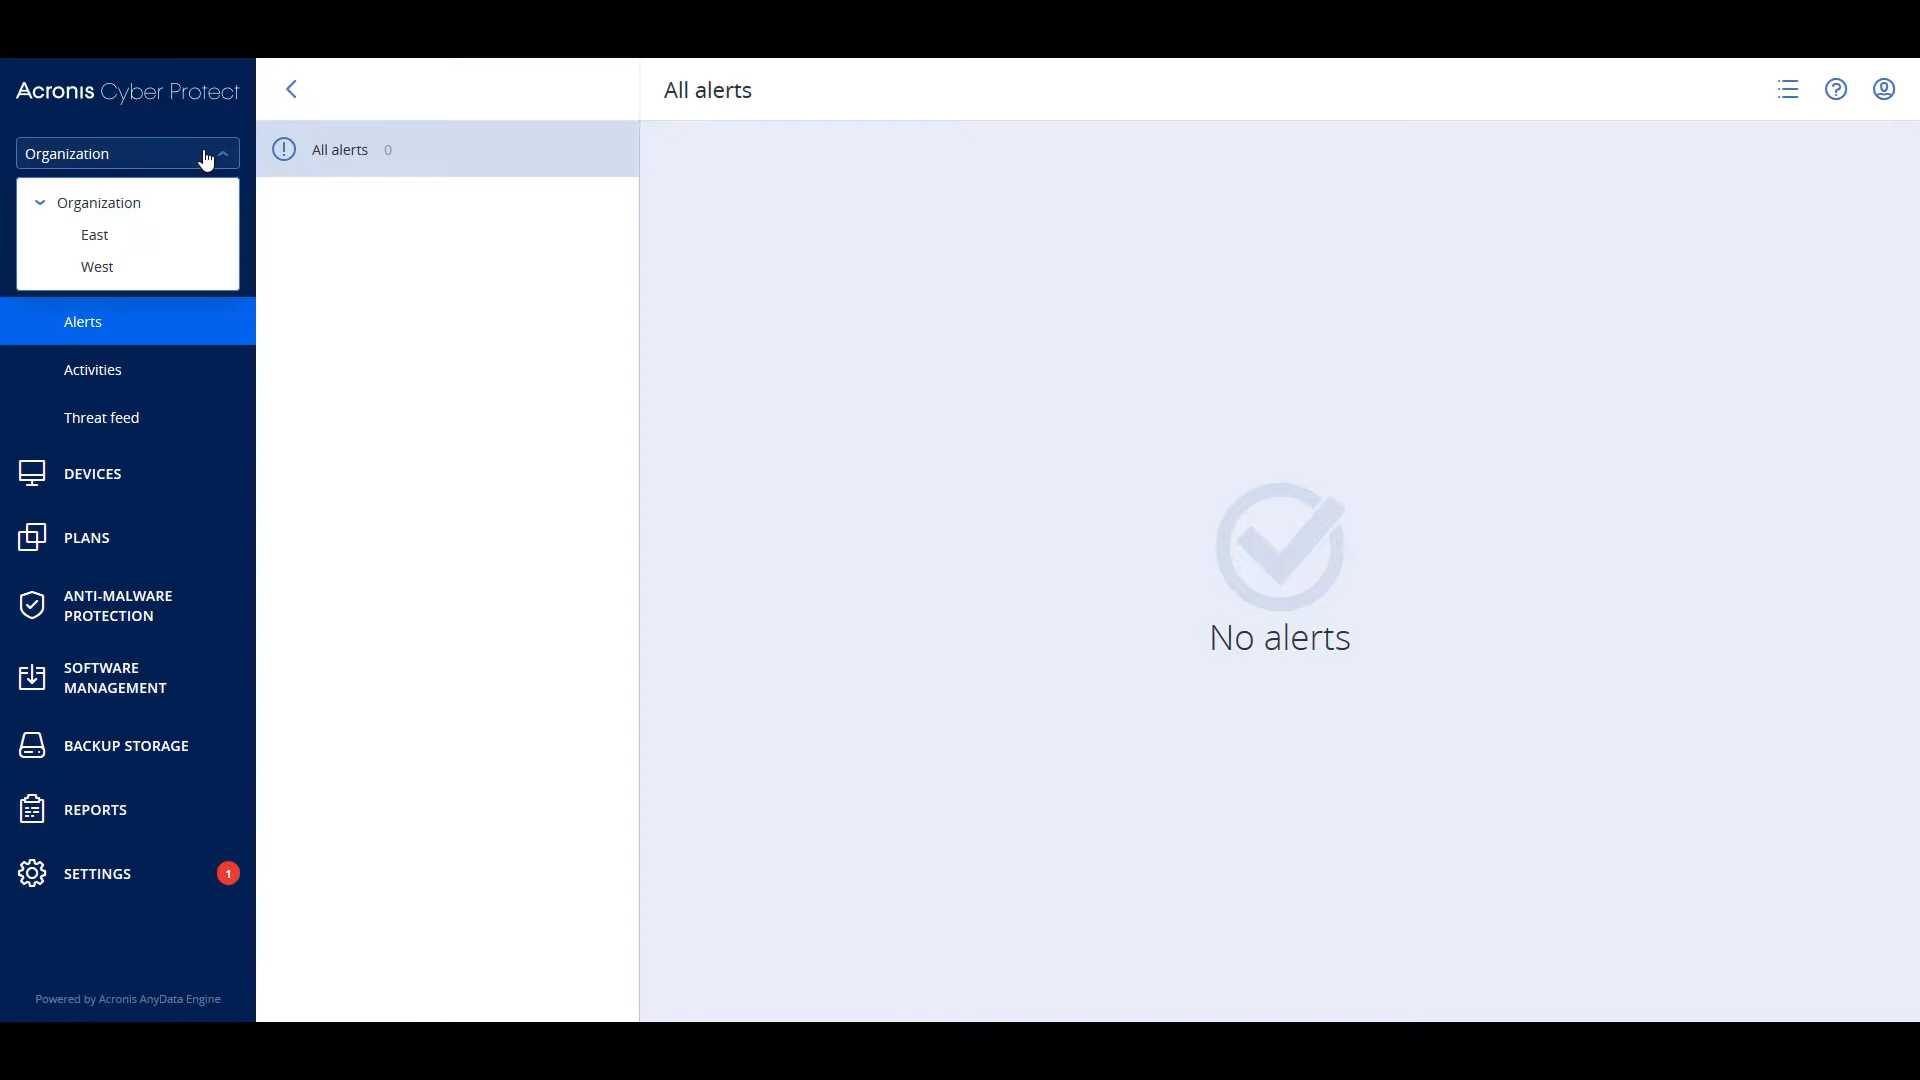 Acronis Cyber Protect
Organization
Organization
East
West
Alerts
Activities
Threat feed
DEVICES
PLANS
ANTI-MALWARE
PROTECTION
SOFTWARE
MANAGEMENT
BACKUP STORAGE
REPORTS
SETTINGS 1
Powered by Acronis AnyData Engine
All alerts 0
All alerts
No alerts